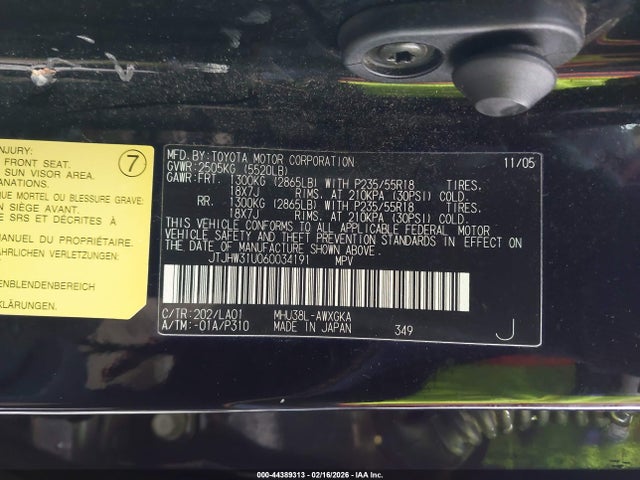 NJURY:
FRONT SEAT.
SUN VISOR AREA.
7
QUE MORTEL OU BLESSURE GRAVE:
SIÈGE AVANT.
E SRS ET DÉCRITES À
MANUEL DU PROPRIÉTAIRE.
ÄHRLICHEN VERLETZUNGEN:
NDENBEREICH
KLÄRUNGEN.
MFD.BY:TOYOTA MOTOR CORPORATION 11/05
GVWR:2505KG (5520LB)
GAWR:FRT. 1300KG (2865LB) WITH P235/55R18 TIRES.
18X7J RIMS. AT 210KPA (30PSI) COLD.
RR. 1300KG (2865LB) WITH P235/55R18 TIRES.
18X7J RIMS. AT 210KPA (30PSI) COLD.
THIS VEHICLE CONFORMS TO ALL APPLICABLE FEDERAL MOTOR
VEHICLE SAFETY AND THEFT PREVENTION STANDARDS IN EFFECT ON
THE DATE OF MANUFACTURE SHOWN ABOVE.
JTJHW31U060034191 MPV
C/TR:202/LA01 MHU38L-AWXGKA
A/TM:-01A/P310 MADE IN JAPAN 349 J
000-44389313 - 02/16/2026 - IAA Inc.